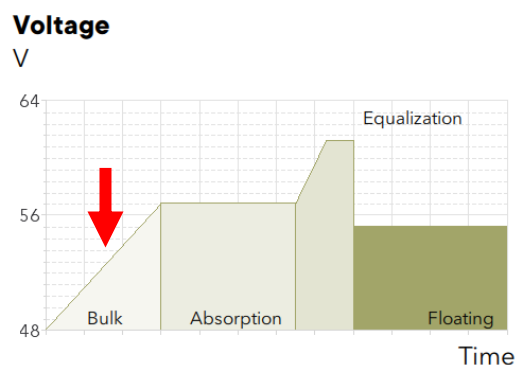 Voltage
V
64
Equalization
56
Bulk Absorption Floating
48
Time